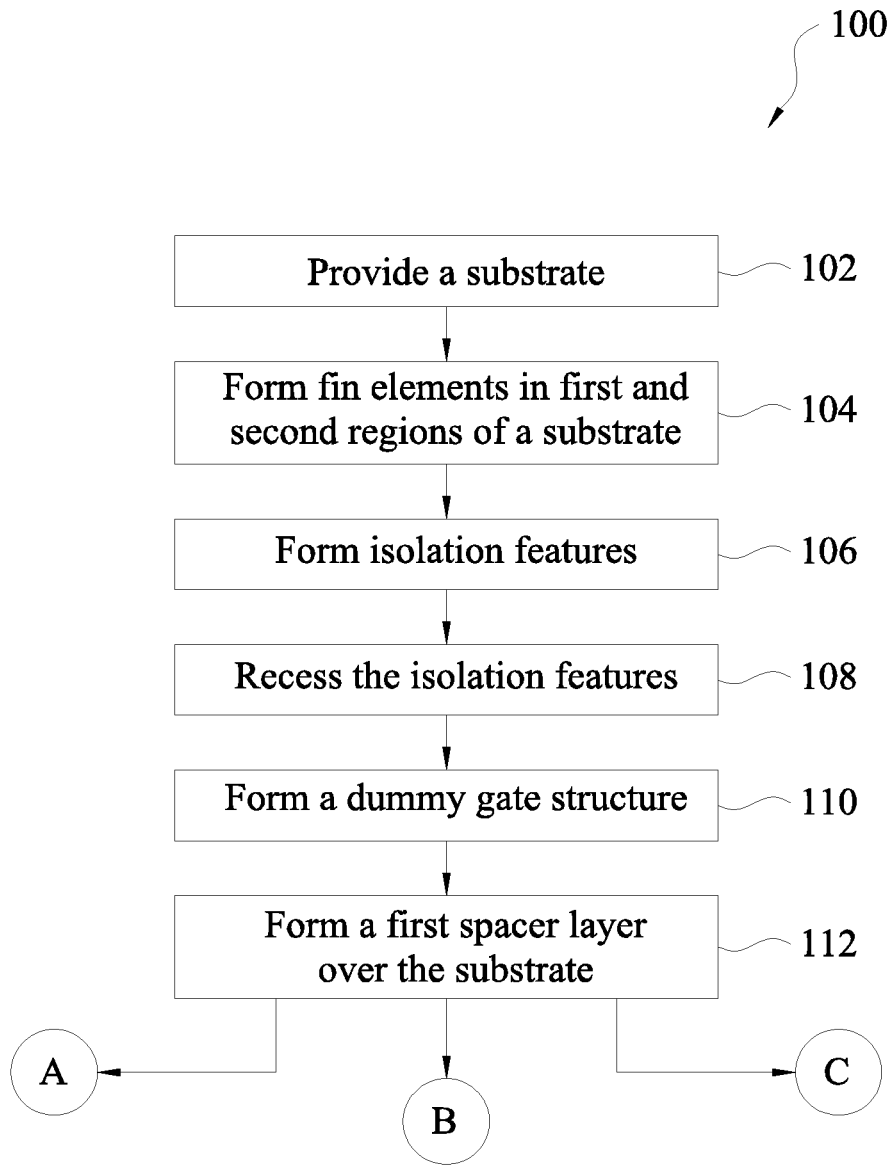 100
Provide a substrate
102
Form fin elements in first and
second regions of a substrate
104
Form isolation features
106
Recess the isolation features
108
Form a dummy gate structure
110
Form a first spacer layer
over the substrate
112
A
B
C